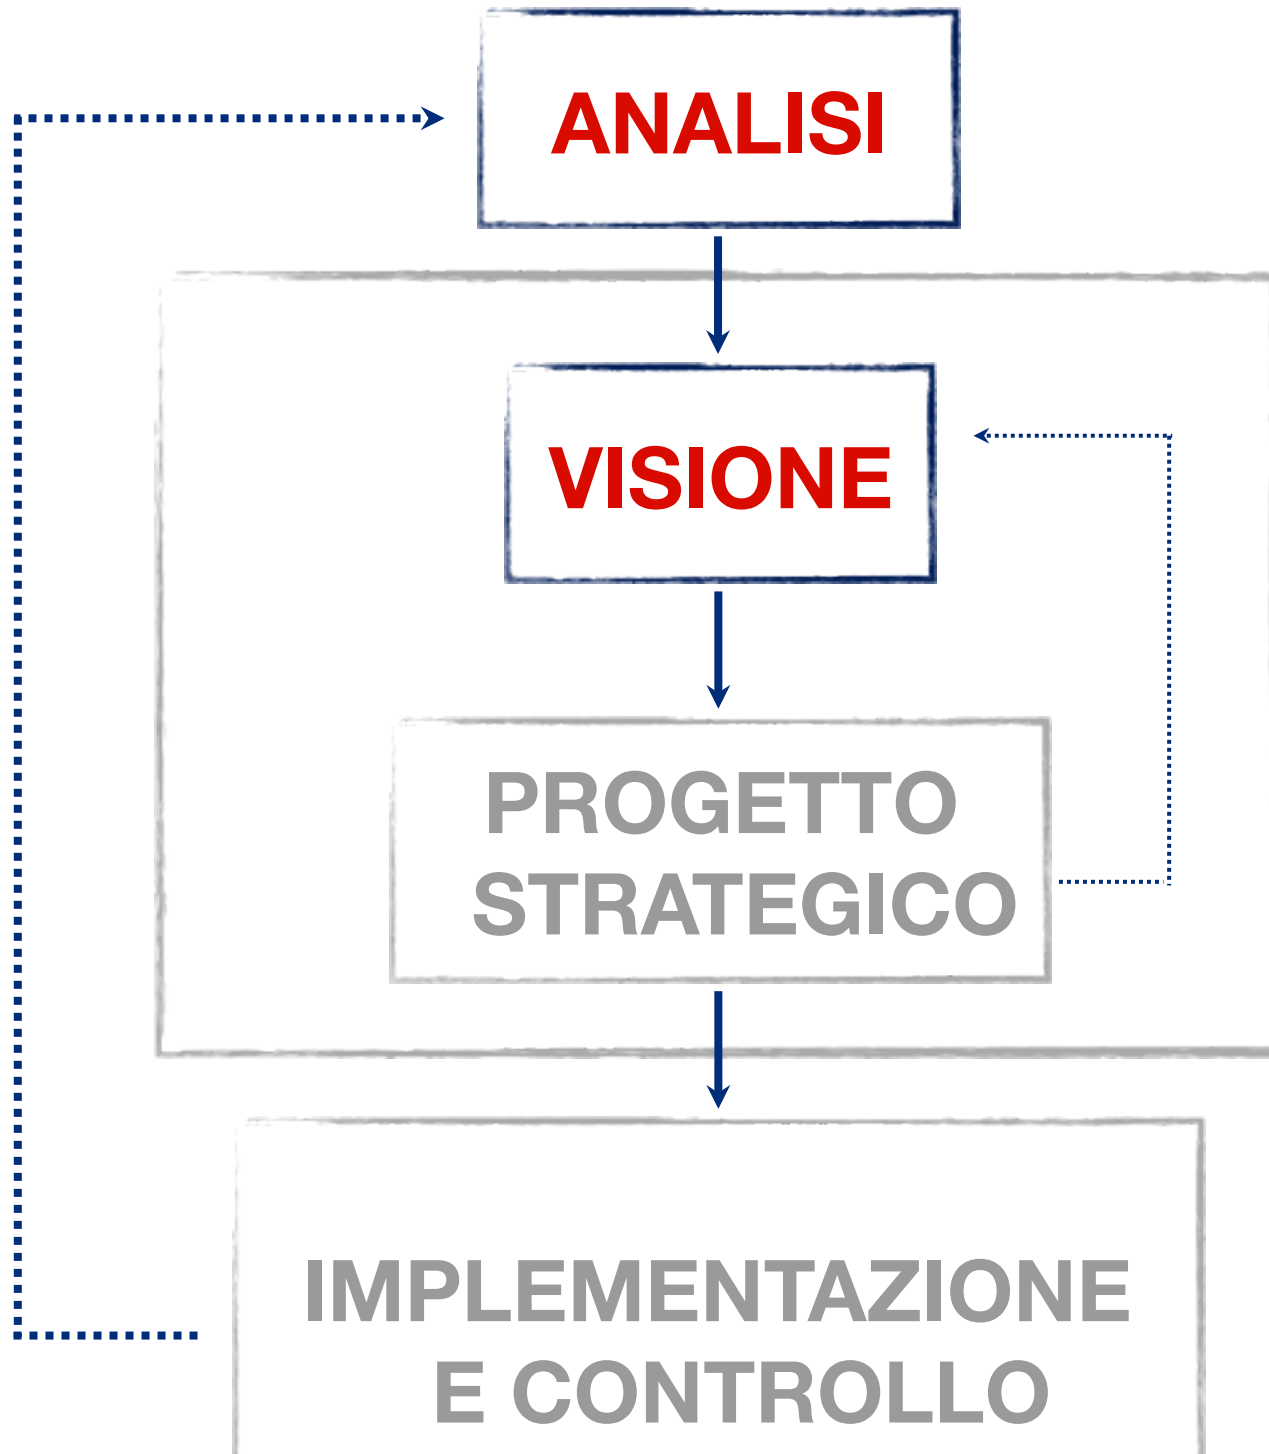 ANALISI
VISIONE
PROGETTO
STRATEGICO
IMPLEMENTAZIONE
E CONTROLLO